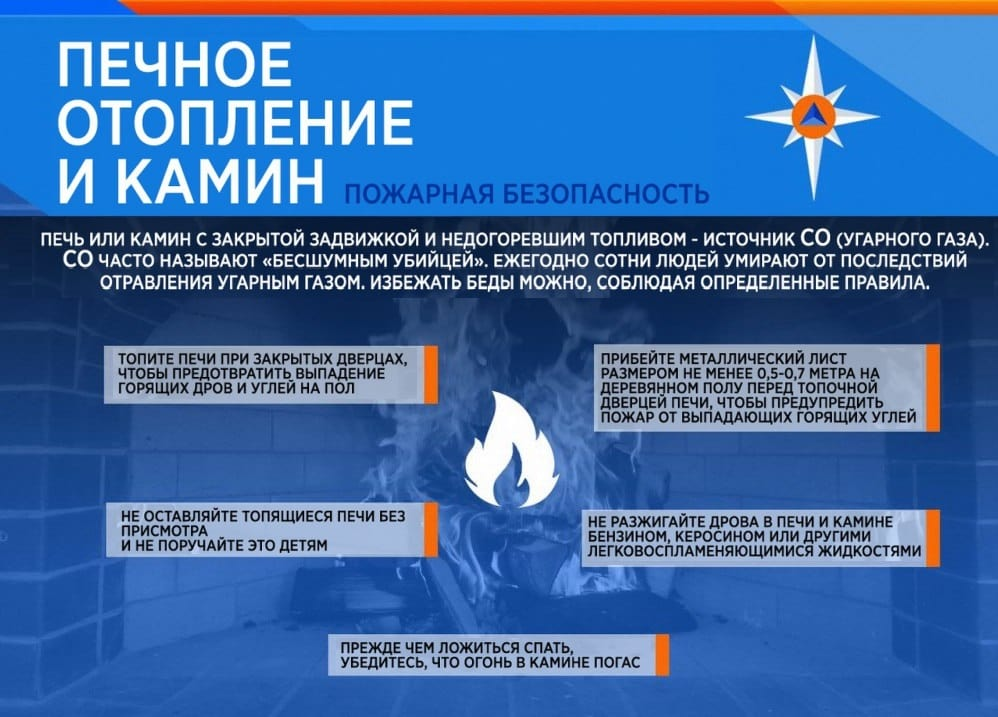 ПЕЧНОЕ
ОТОПЛЕНИЕ
И КАМИН ПОЖАРНАЯ БЕЗОПАСНОСТЬ
ПЕЧЬ ИЛИ КАМИН С ЗАКРЫТОЙ ЗАДВИЖКОЙ И НЕДОГОРЕВШИМ ТОПЛИВОМ - ИСТОЧНИК СО (УГАРНОГО ГАЗА).
СО ЧАСТО НАЗЫВАЮТ «БЕСШУМНЫМ УБИЙЦЕЙ». ЕЖЕГОДНО СОТНИ ЛЮДЕЙ УМИРАЮТ ОТ ПОСЛЕДСТВИЙ
ОТРАВЛЕНИЯ УГАРНЫМ ГАЗОМ. ИЗБЕЖАТЬ БЕДЫ МОЖНО, СОБЛЮДАЯ ОПРЕДЕЛЕННЫЕ ПРАВИЛА.
ТОПИТЕ ПЕЧИ ПРИ ЗАКРЫТЫХ ДВЕРЦАХ,
ЧТОБЫ ПРЕДОТВРАТИТЬ ВЫПАДЕНИЕ
ГОРЯЩИХ ДРОВ И УГЛЕЙ НА ПОЛ
ПРИБЕЙТЕ МЕТАЛЛИЧЕСКИЙ ЛИСТ
РАЗМЕРОМ НЕ МЕНЕЕ 0,5-0,7 МЕТРА НА
ДЕРЕВЯННОМ ПОЛУ ПЕРЕД ТОПОЧНОЙ
ДВЕРЦЕЙ ПЕЧИ, ЧТОБЫ ПРЕДУПРЕДИТЬ
ПОЖАР ОТ ВЫПАДАЮЩИХ ГОРЯЩИХ УГЛЕЙ
НЕ ОСТАВЛЯЙТЕ ТОПЯЩИЕСЯ ПЕЧИ БЕЗ
ПРИСМОТРА
И НЕ ПОРУЧАЙТЕ ЭТО ДЕТЯМ
НЕ РАЗЖИГАЙТЕ ДРОВА В ПЕЧИ И КАМИНЕ
БЕНЗИНОМ, КЕРОСИНОМ ИЛИ ДРУГИМИ
ЛЕГКОВОСПЛАМЕНЯЮЩИМИСЯ ЖИДКОСТЯМИ
ПРЕЖДЕ ЧЕМ ЛОЖИТЬСЯ СПАТЬ,
УБЕДИТЕСЬ, ЧТО ОГОНЬ В КАМИНЕ ПОГАС